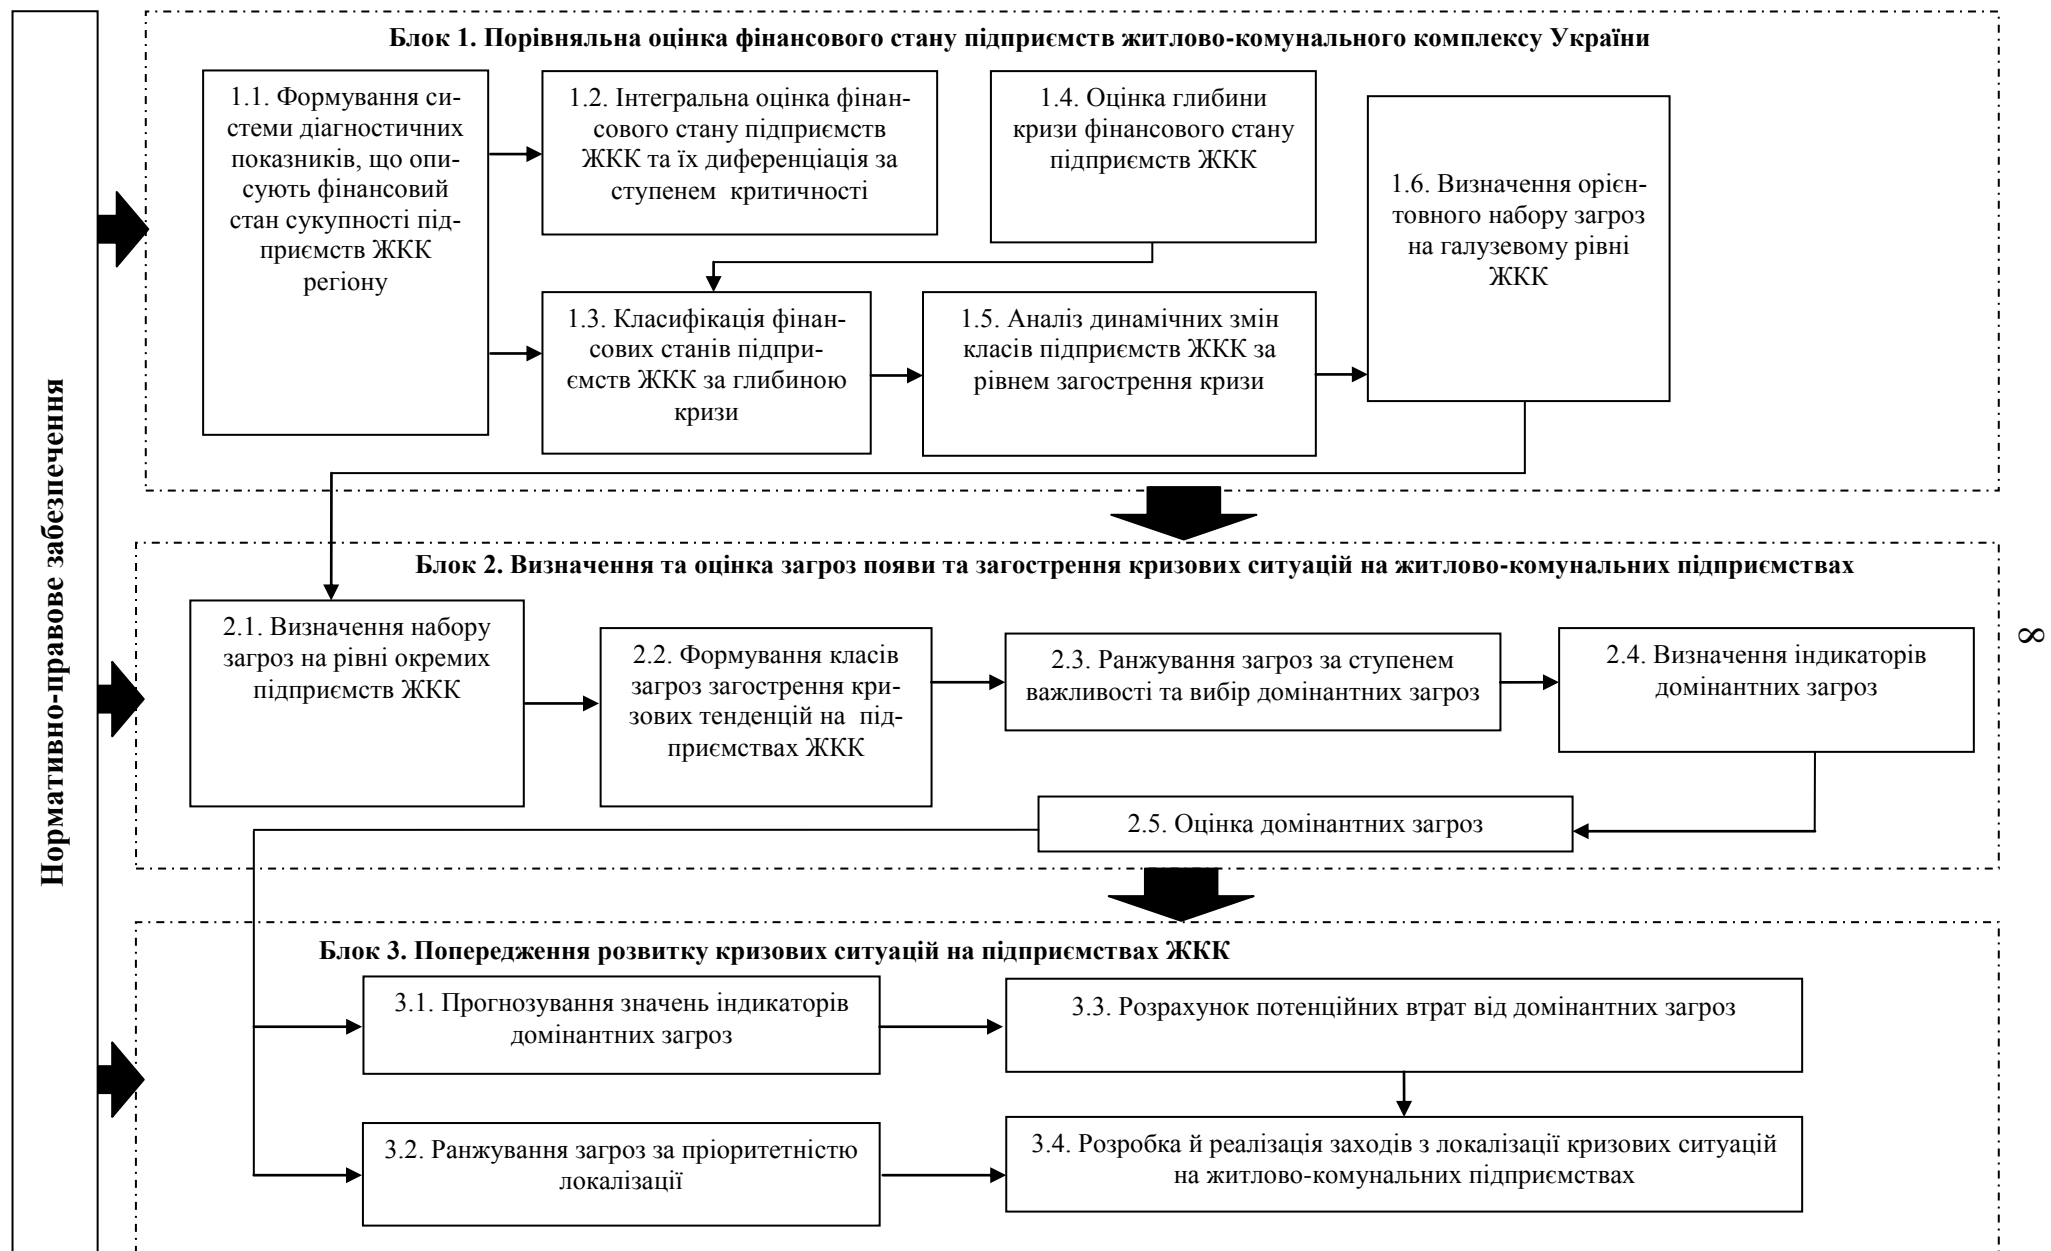 Нормативно-правове забезпечення
Блок 1. Порівняльна оцінка фінансового стану підприємств житлово-комунального комплексу України
1.1. Формування си-
стеми діагностичних
показників, що опи-
сують фінансовий
стан сукупності під-
приємств ЖКК
регіону
1.2. Інтегральна оцінка фінан-
сового стану підприємств
ЖКК та їх диференціація за
ступенем критичності
1.4. Оцінка глибини
кризи фінансового стану
підприємств ЖКК
1.6. Визначення орієн-
товного набору загроз
на галузевому рівні
ЖКК
1.3. Класифікація фінан-
сових станів підпри-
ємств ЖКК за глибиною
кризи
1.5. Аналіз динамічних змін
класів підприємств ЖКК за
рівнем загострення кризи
Блок 2. Визначення та оцінка загроз появи та загострення кризових ситуацій на житлово-комунальних підприємствах
2.1. Визначення набору
загроз на рівні окремих
підприємств ЖКК
2.2. Формування класів
загроз загострення кри-
зових тенденцій на під-
приємствах ЖКК
2.3. Ранжування загроз за ступенем
важливості та вибір домінантних загроз
2.4. Визначення індикаторів
домінантних загроз
8
2.5. Оцінка домінантних загроз
Блок 3. Попередження розвитку кризових ситуацій на підприємствах ЖКК
3.1. Прогнозування значень індикаторів
домінантних загроз
3.3. Розрахунок потенційних втрат від домінантних загроз
3.2. Ранжування загроз за пріоритетністю
локалізації
3.4. Розробка й реалізація заходів з локалізації кризових ситуацій
на житлово-комунальних підприємствах